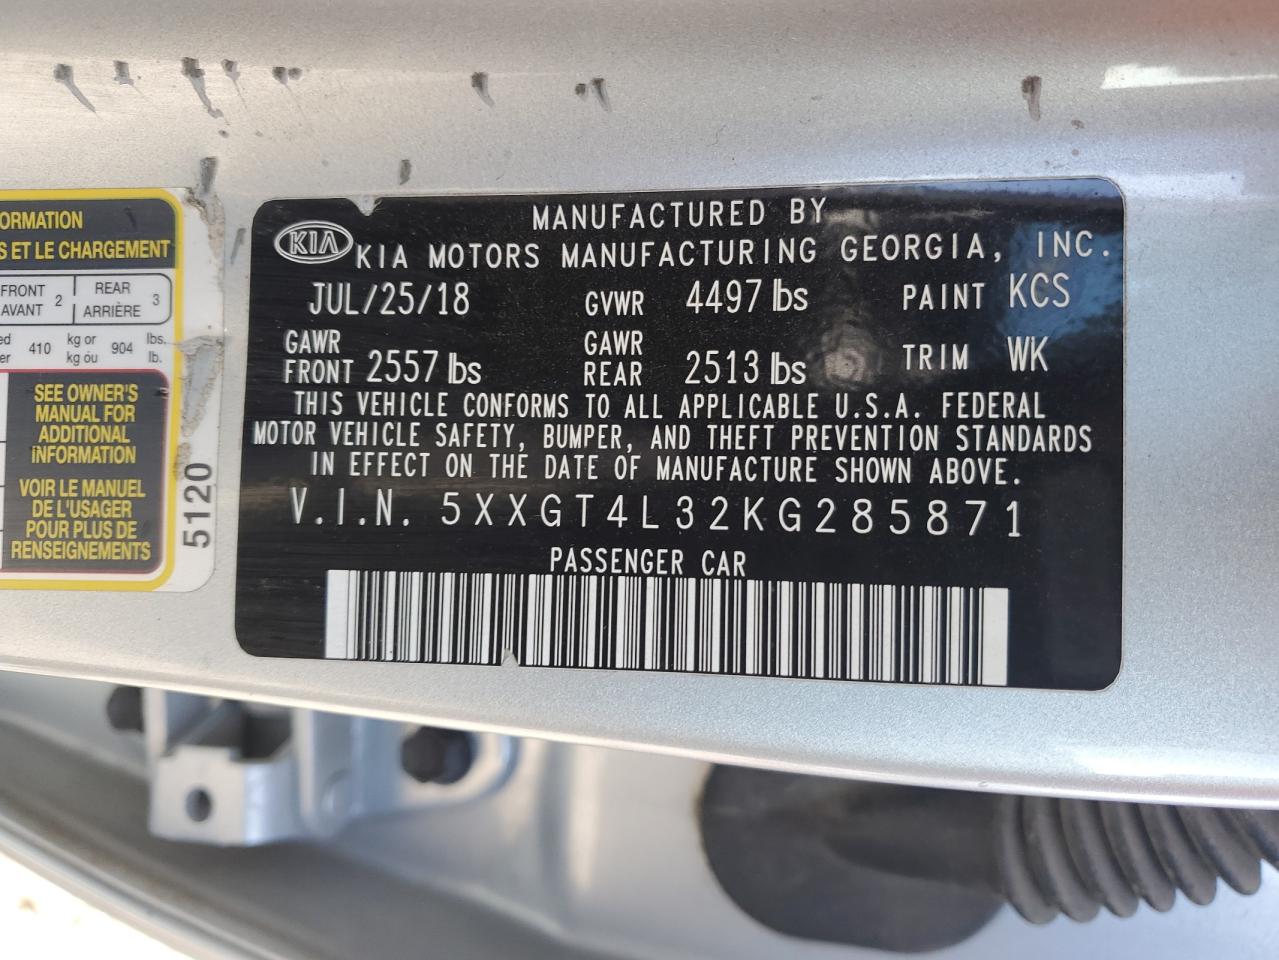 ORMATION
S ET LE CHARGEMENT
FRONT 2 REAR 3
AVANT ARRIÈRE
ed 410 kg or 904 lbs.
er kg óu lb.
SEE OWNER'S
MANUAL FOR
ADDITIONAL
INFORMATION
VOIR LE MANUEL
DE L'USAGER
POUR PLUS DE
RENSEIGNEMENTS
5120
MANUFACTURED BY
KIA KIA MOTORS MANUFACTURING GEORGIA, INC.
JUL/25/18 GVWR 4497 lbs PAINT KCS
GAWR GAWR
FRONT 2557 lbs REAR 2513 lbs TRIM WK
THIS VEHICLE CONFORMS TO ALL APPLICABLE U.S.A. FEDERAL
MOTOR VEHICLE SAFETY, BUMPER, AND THEFT PREVENTION STANDARDS
IN EFFECT ON THE DATE OF MANUFACTURE SHOWN ABOVE.
V.I.N. 5XXGT4L32KG285871
PASSENGER CAR